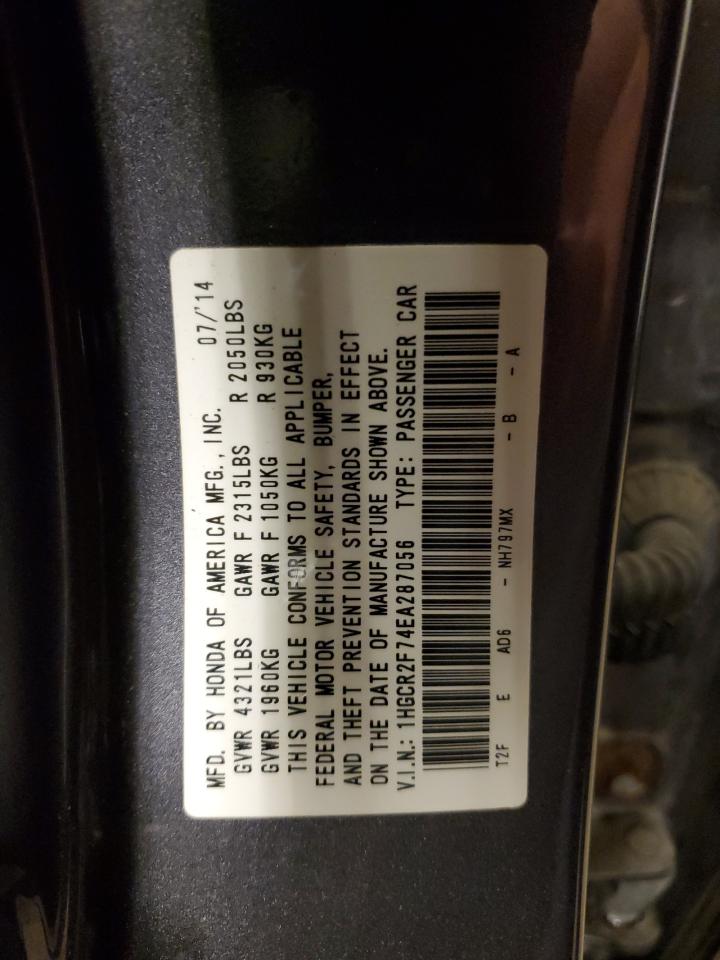 MFD. BY HONDA OF AMERICA MFG., INC. 07/'14
GVWR 4321LBS GAWR F 2315LBS R 2050LBS
GVWR 1960KG GAWR F 1050KG R 930KG
THIS VEHICLE CONFORMS TO ALL APPLICABLE
FEDERAL MOTOR VEHICLE SAFETY, BUMPER,
AND THEFT PREVENTION STANDARDS IN EFFECT
ON THE DATE OF MANUFACTURE SHOWN ABOVE.
V.I.N.: 1HGCR2F74EA287056 TYPE: PASSENGER CAR
T2F E AD6 - NH797MX - B - A